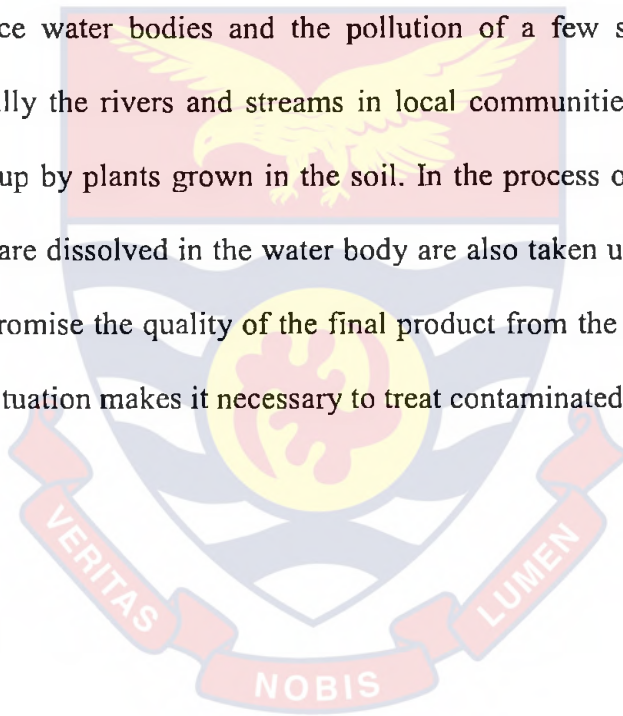 ce water bodies and the pollution of a few s
lly the rivers and streams in local communitie
up by plants grown in the soil. In the process o
are dissolved in the water body are also taken u
romise the quality of the final product from the
tuation makes it necessary to treat contaminated
VERITAS
NOBIS
LUMEN